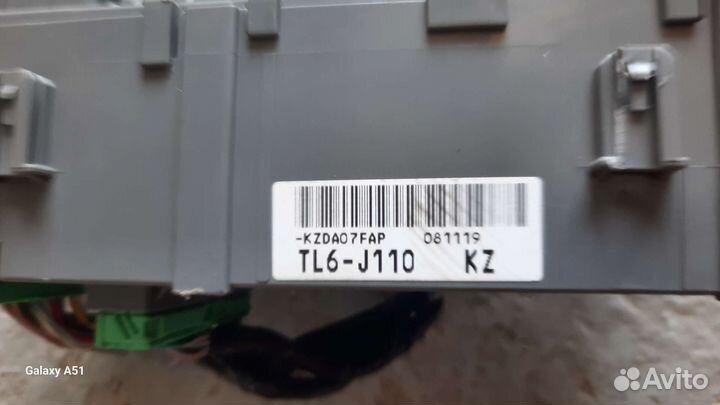 -KZDA07FAP 081119
TL6-J110 KZ
Galaxy A51
Avito